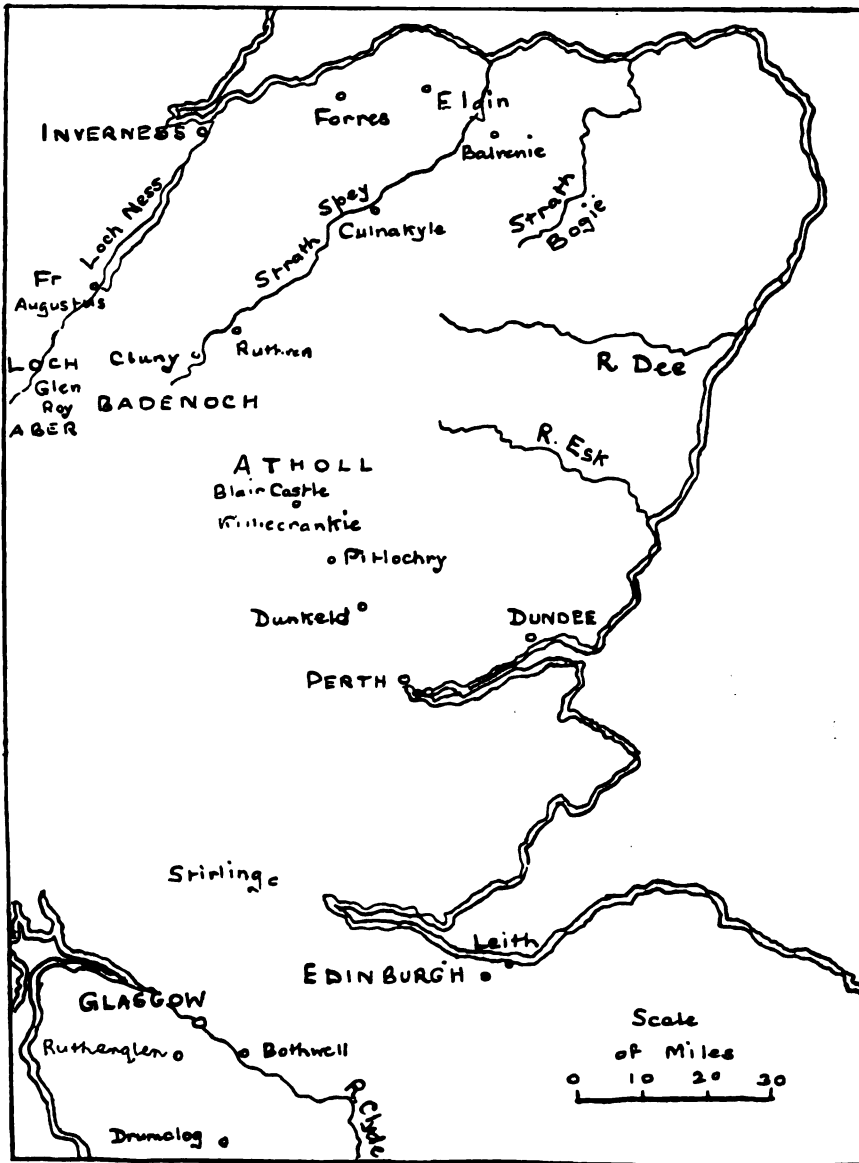 Elgin
Forres
INVERNESS
Balvenie
Loch Ness
Strath Spey
Culnakyle
Strath
Bogie
Fr
Augustus
Ruthven
Cluny
LOCH
Glen
Roy
ABER
BADENOCH
R Dee
R. Esk
ATHOLL
Blair Castle
Killiecrankie
Pitlochry
Dunkeld
DUNDEE
PERTH
Stirling
Leith
EDINBURGH
GLASGOW
Ruthenglen
Bothwell
R Clyde
Drumclog
Scale
of Miles
0 10 20 30